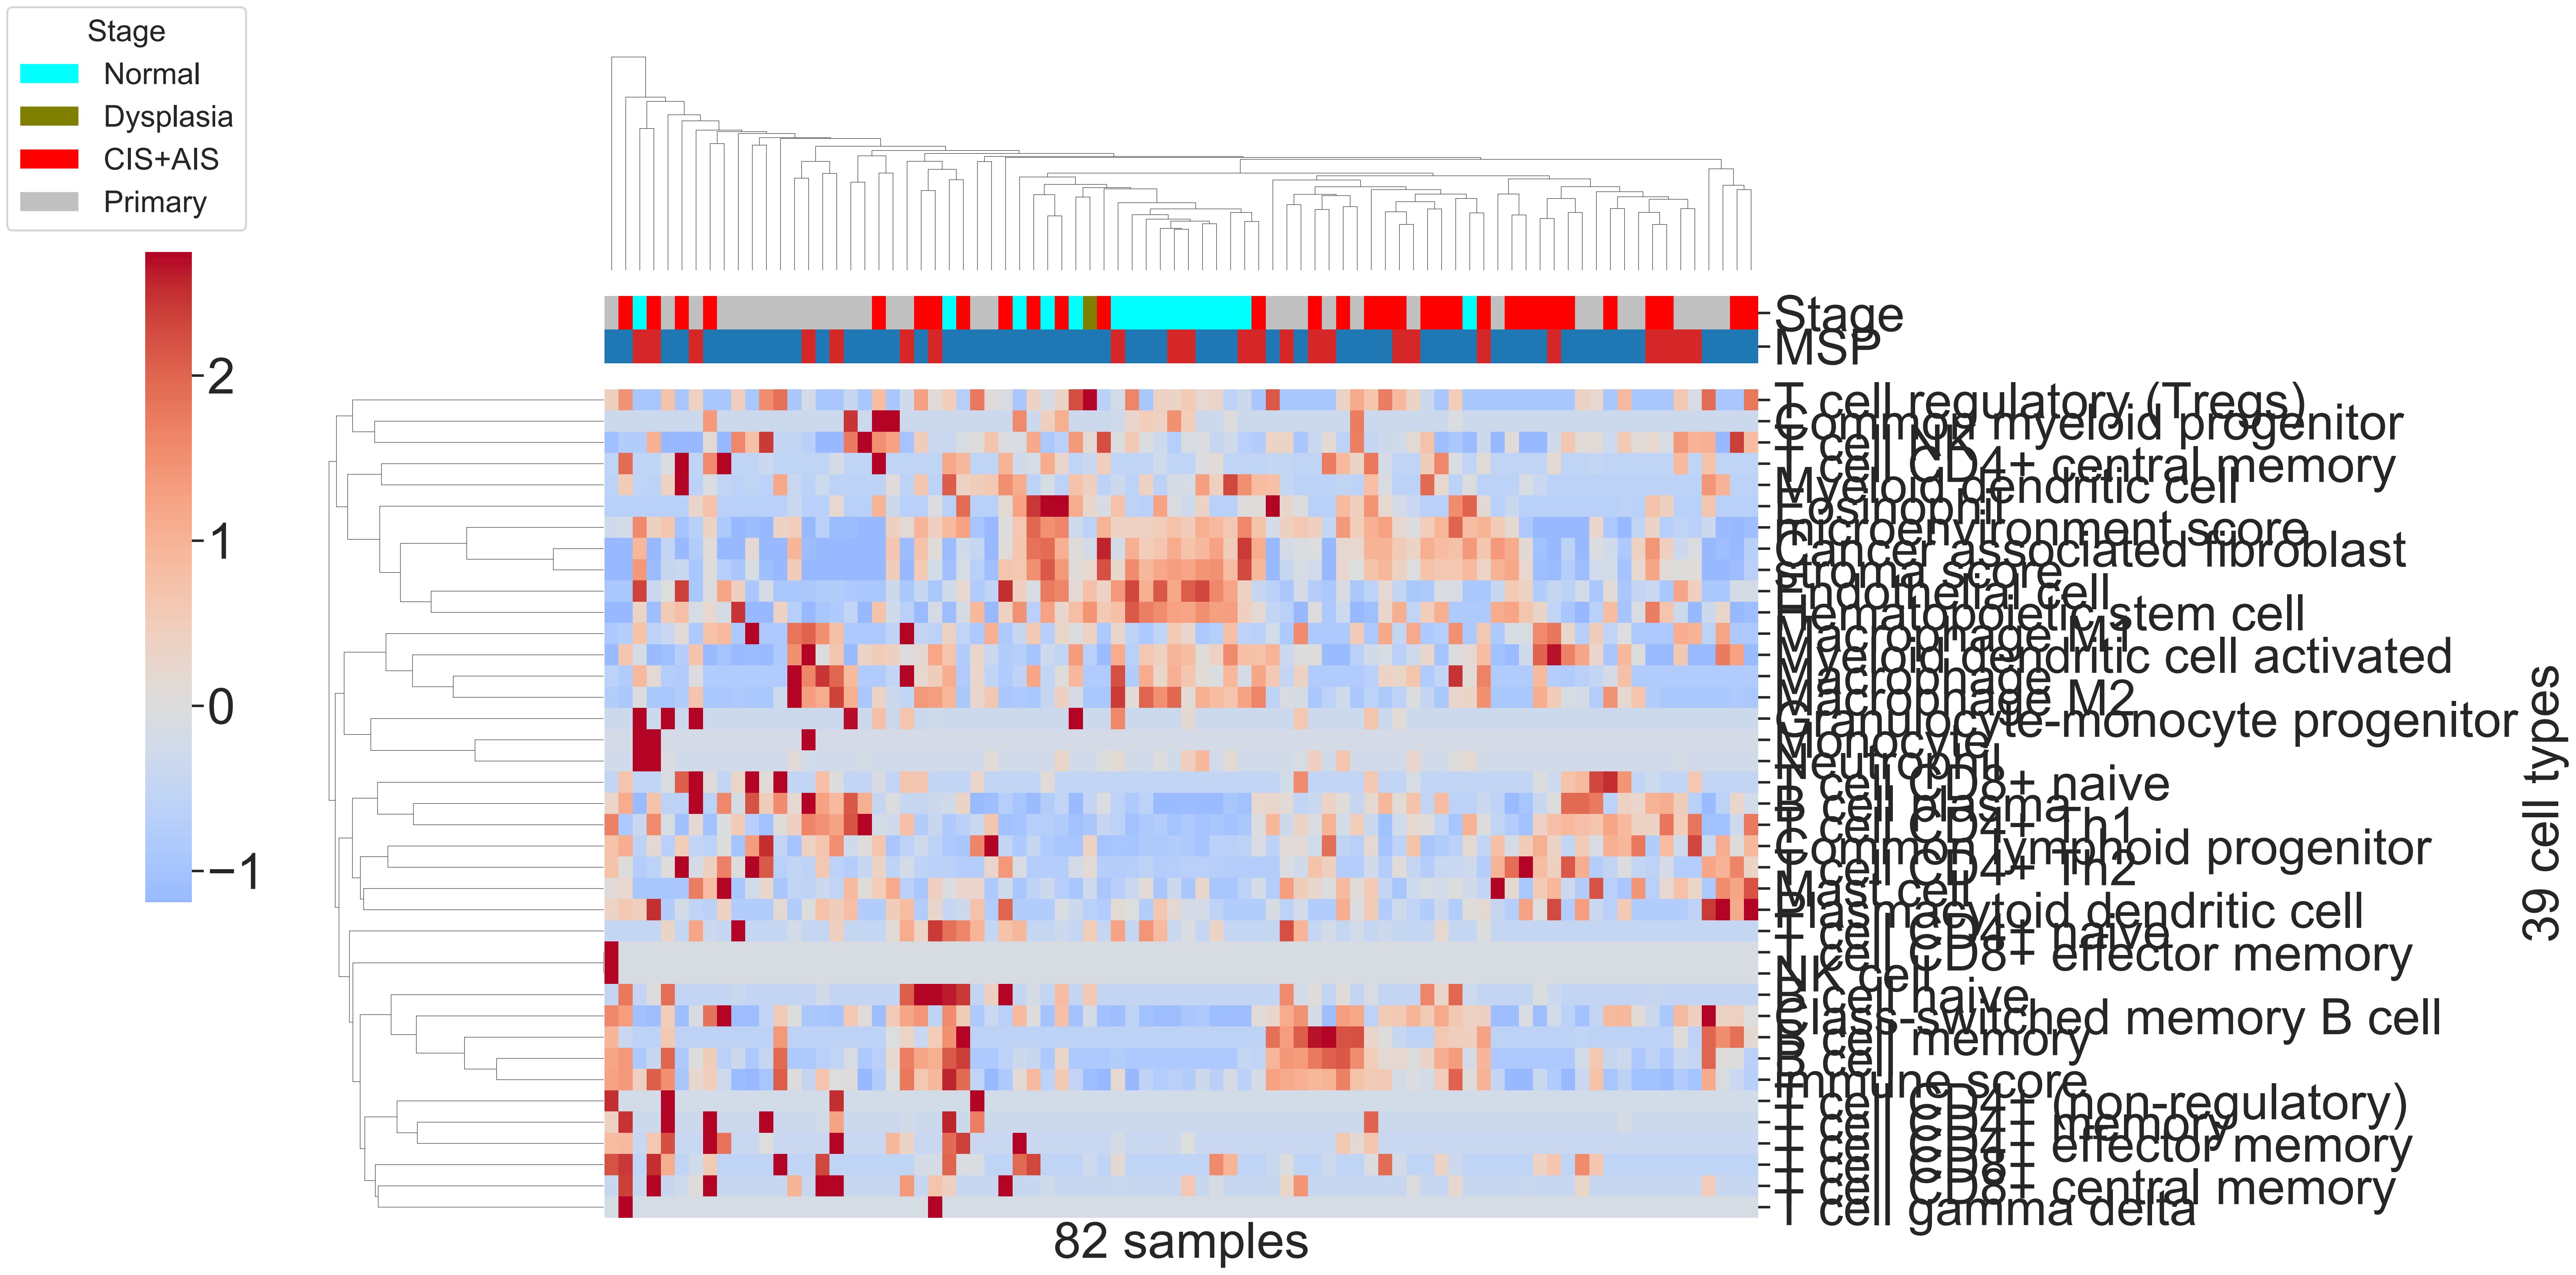 Stage
Normal
Dysplasia
CIS+AIS
Primary
2
1
0
−1
Stage
MSP
T cell regulatory (Tregs)
Common myeloid progenitor
T cell NK
T cell CD4+ central memory
Myeloid dendritic cell
Eosinophil
microenvironment score
Cancer associated fibroblast
stroma score
Endothelial cell
Hematopoietic stem cell
Macrophage M1
Myeloid dendritic cell activated
Macrophage
Macrophage M2
Granulocyte-monocyte progenitor
Monocyte
Neutrophil
T cell CD8+ naive
B cell plasma
T cell CD4+ Th1
Common lymphoid progenitor
T cell CD4+ Th2
Mast cell
Plasmacytoid dendritic cell
T cell CD4+ naive
T cell CD8+ effector memory
NK cell
B cell naive
Class-switched memory B cell
B cell memory
B cell
immune score
T cell CD4+ (non-regulatory)
T cell CD4+ memory
T cell CD4+ effector memory
T cell CD8+
T cell CD8+ central memory
T cell gamma delta
39 cell types
82 samples